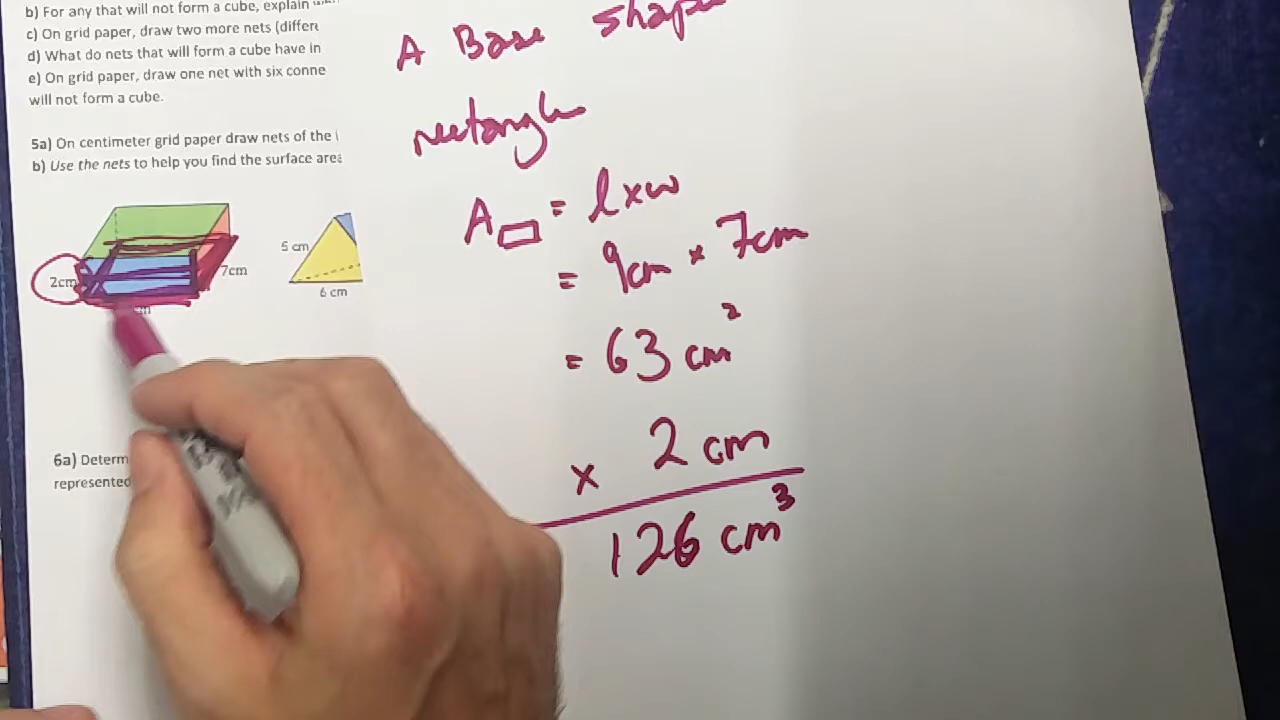 b) For any that will not form a cube, explain
c) On grid paper, draw two more nets
d) What do nets that will form a cube have in
e) On grid paper, draw one net with six conne
will not form a cube.
5a) On centimeter grid paper draw nets of the
b) Use the nets to help you find the surface area
2cm
7cm
cm
5 cm
6 cm
6a) Determ
represented
A Base shape
rectangle
A▭ = l x w
= 9cm x 7cm
= 63 cm²
x 2 cm
126 cm³